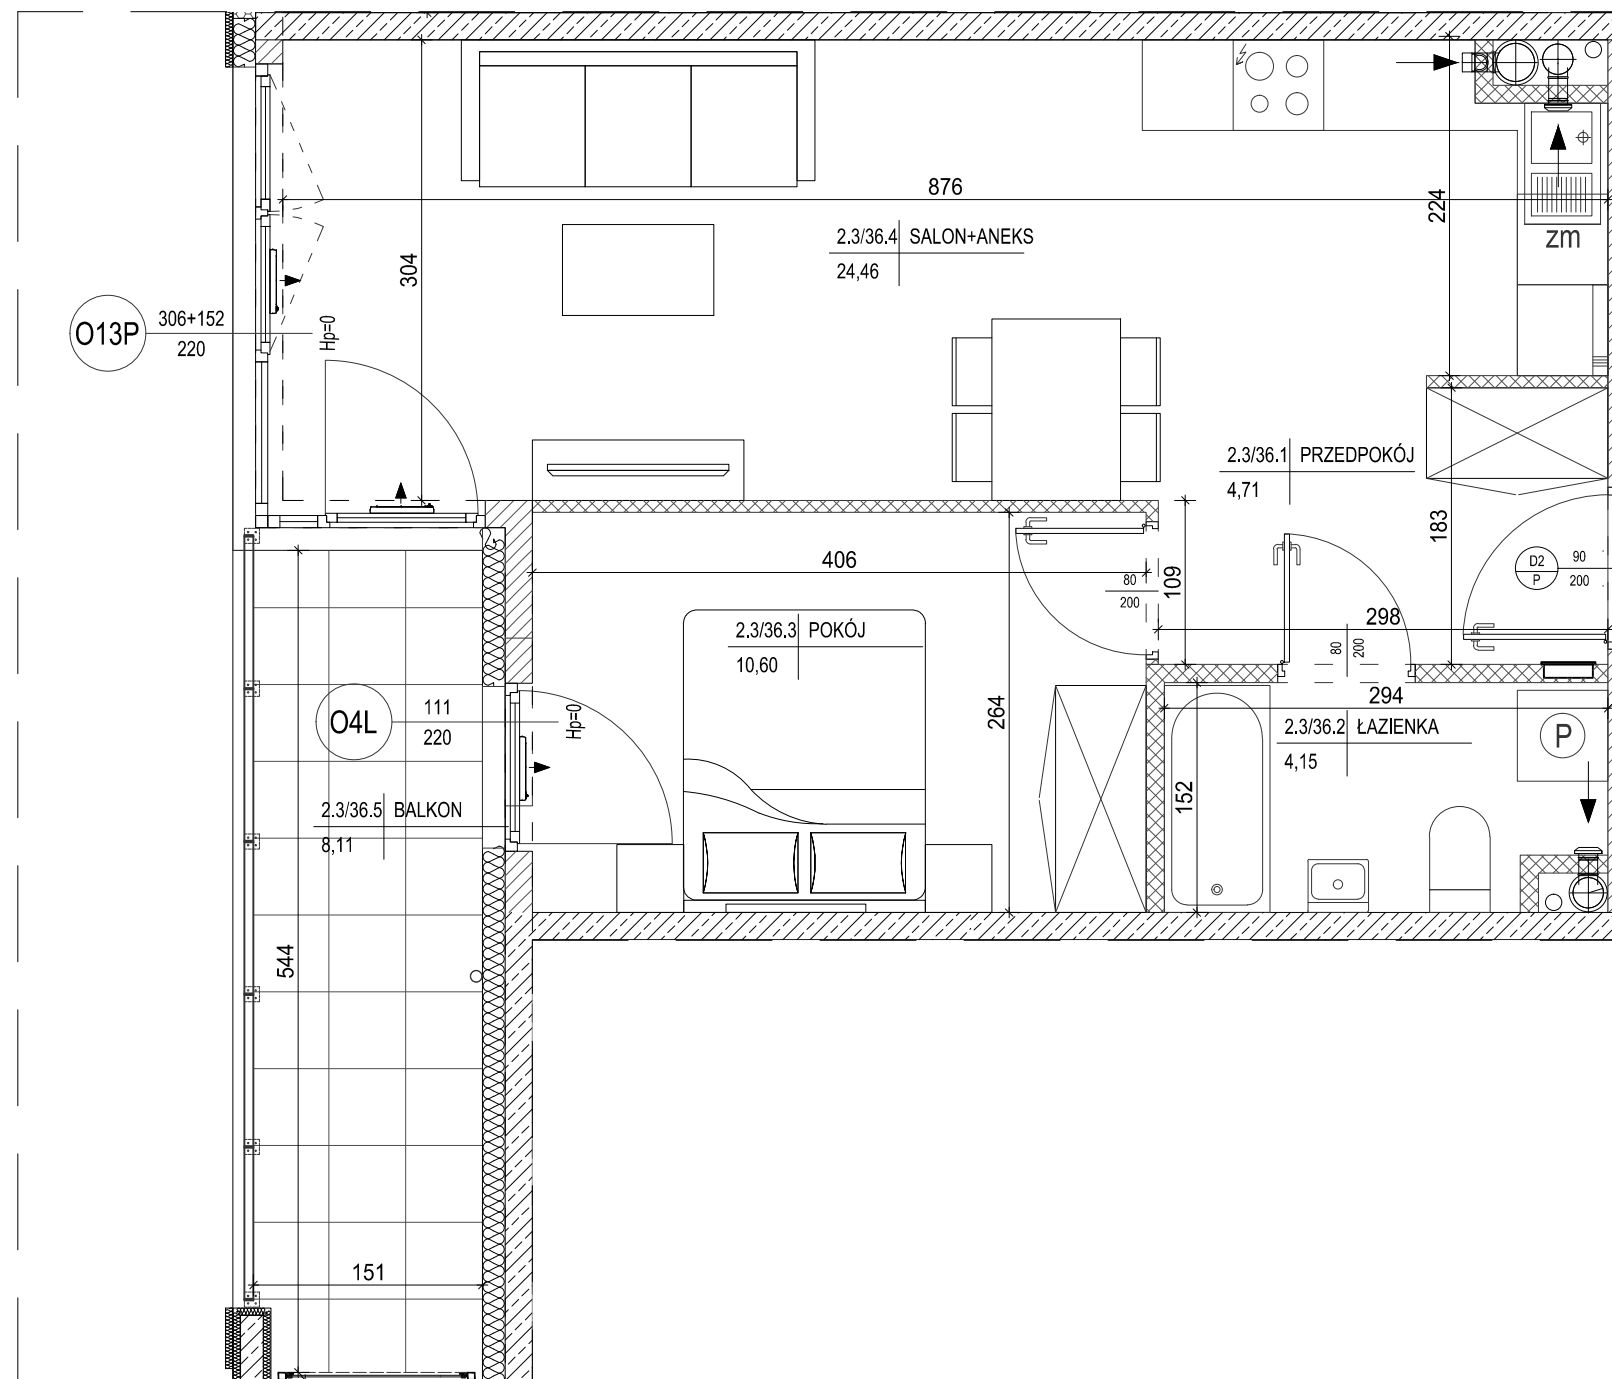 876
224
304
2.3/36.4 SALON+ANEKS
24,46
zm
O13P
306+152
220
Hp=0
2.3/36.1 PRZEDPOKÓJ
4,71
183
406
80
200
109
D2
P
90
200
298
80
200
2.3/36.3 POKÓJ
10,60
264
294
O4L
111
220
Hp=0
2.3/36.2 ŁAZIENKA
4,15
P
152
2.3/36.5 BALKON
8,11
544
151